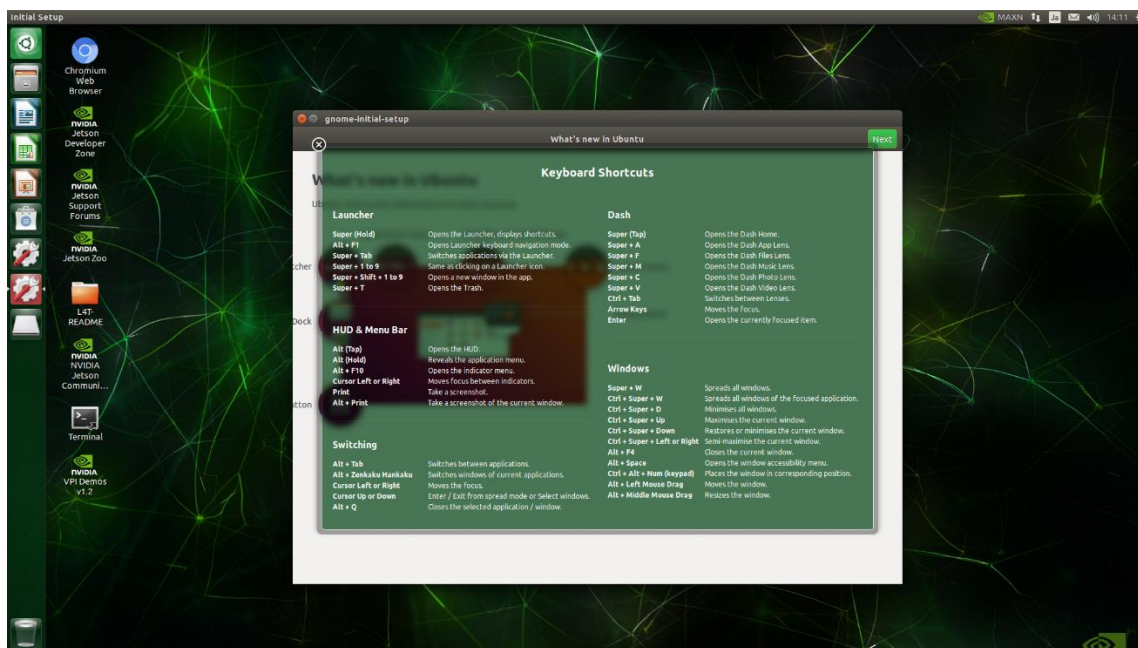 Initial Setup
MAXN
Ja
14:11
Chromium
Web
Browser
NVIDIA
Jetson
Developer
Zone
NVIDIA
Jetson
Support
Forums
NVIDIA
Jetson Zoo
L4T-
README
NVIDIA
NVIDIA
Jetson
Communi...
Terminal
NVIDIA
VPI Demos
v1.2
gnome-initial-setup
What's new in Ubuntu
Next
What's new in Ubuntu
Keyboard Shortcuts
Launcher
Super (Hold) Opens the Launcher, displays shortcuts.
Alt + F1 Opens Launcher keyboard navigation mode.
Super + Tab Switches applications via the Launcher.
Super + 1 to 9 Same as clicking on a Launcher icon.
Super + Shift + 1 to 9 Opens a new window in the app.
Super + T Opens the Trash.
HUD & Menu Bar
Alt (Tap) Opens the HUD.
Alt (Hold) Reveals the application menu.
Alt + F10 Opens the indicator menu.
Cursor Left or Right Moves focus between indicators.
Print Take a screenshot.
Alt + Print Take a screenshot of the current window.
Switching
Alt + Tab Switches between applications.
Alt + Zenkaku Hankaku Switches windows of current applications.
Cursor Left or Right Moves the focus.
Cursor Up or Down Enter / Exit from spread mode or Select windows.
Alt + Q Closes the selected application / window.
Dash
Super (Tap) Opens the Dash Home.
Super + A Opens the Dash App Lens.
Super + F Opens the Dash Files Lens.
Super + M Opens the Dash Music Lens.
Super + C Opens the Dash Photo Lens.
Super + V Opens the Dash Video Lens.
Ctrl + Tab Switches between Lenses.
Arrow Keys Moves the focus.
Enter Opens the currently focused item.
Windows
Super + W Spreads all windows.
Ctrl + Super + W Spreads all windows of the focused application.
Ctrl + Super + D Minimises all windows.
Ctrl + Super + Up Maximises the current window.
Ctrl + Super + Down Restores or minimises the current window.
Ctrl + Super + Left or Right Semi-maximise the current window.
Alt + F4 Closes the current window.
Alt + Space Opens the window accessibility menu.
Ctrl + Alt + Num (keypad) Places the window in corresponding position.
Alt + Left Mouse Drag Moves the window.
Alt + Middle Mouse Drag Resizes the window.
cher
Dock
tton